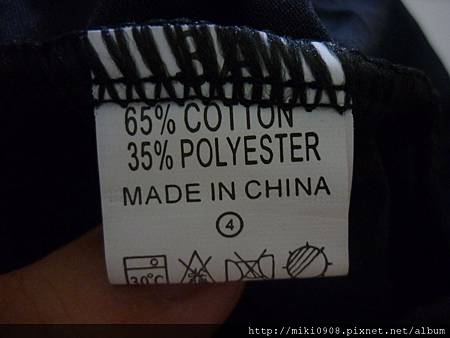 65% COTTON
35% POLYESTER
MADE IN CHINA
4
30°C
http://miki0908.pixnet.net/album